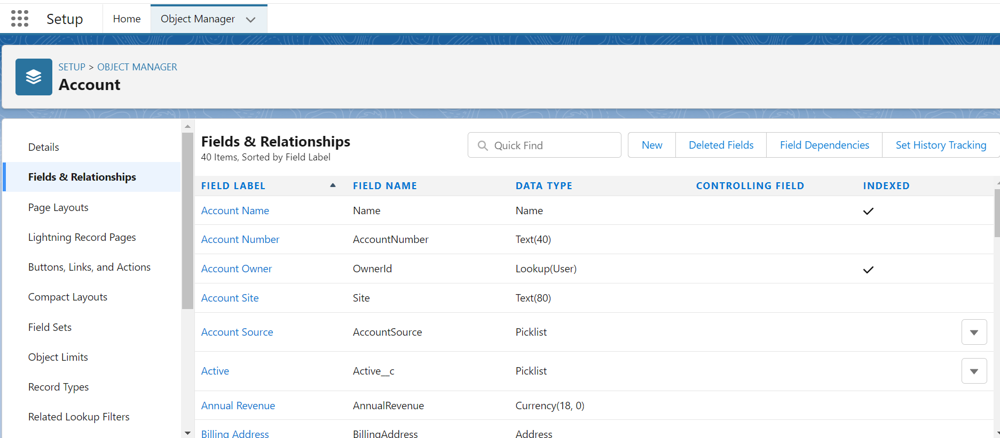 Setup Home Object Manager
SETUP > OBJECT MANAGER
Account
Details
Fields & Relationships
Page Layouts
Lightning Record Pages
Buttons, Links, and Actions
Compact Layouts
Field Sets
Object Limits
Record Types
Related Lookup Filters
Fields & Relationships
40 Items, Sorted by Field Label
Quick Find New Deleted Fields Field Dependencies Set History Tracking
FIELD LABEL FIELD NAME DATA TYPE CONTROLLING FIELD INDEXED
Account Name Name Name
Account Number AccountNumber Text(40)
Account Owner OwnerId Lookup(User)
Account Site Site Text(80)
Account Source AccountSource Picklist
Active Active__c Picklist
Annual Revenue AnnualRevenue Currency(18, 0)
Billing Address BillingAddress Address